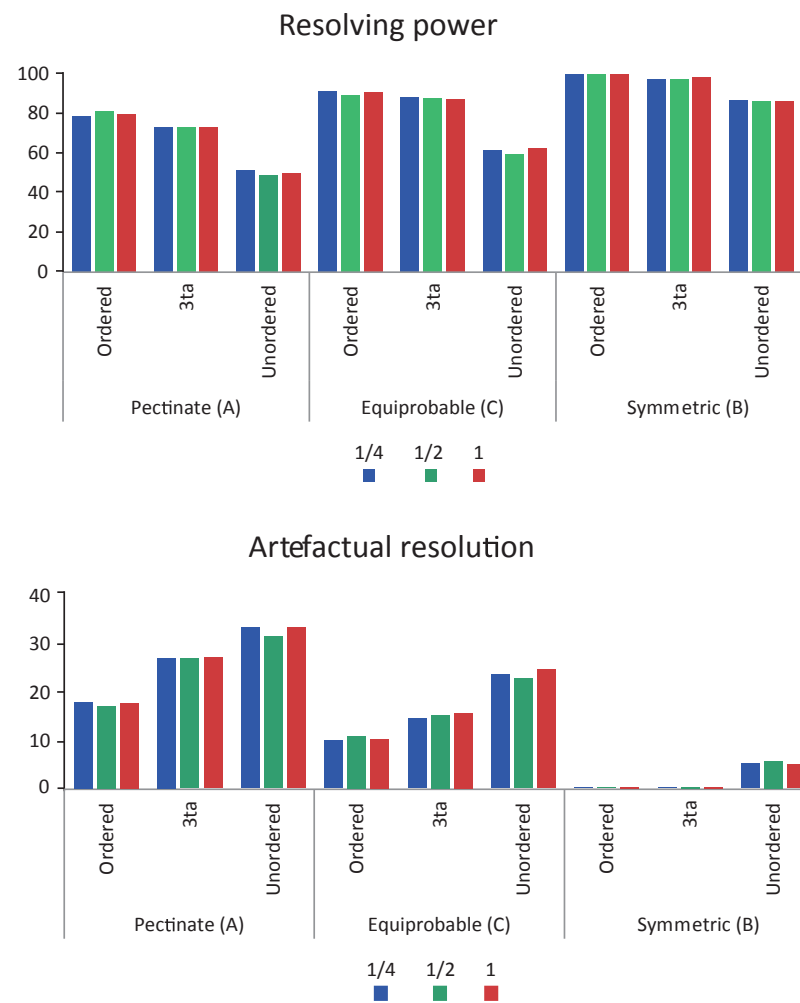 Resolving power
100
80
60
40
20
0
Ordered 3ta Unordered Ordered 3ta Unordered Ordered 3ta Unordered
Pectinate (A) Equiprobable (C) Symmetric (B)
1/4 1/2 1
Artefactual resolution
40
30
20
10
0
Ordered 3ta Unordered Ordered 3ta Unordered Ordered 3ta Unordered
Pectinate (A) Equiprobable (C) Symmetric (B)
1/4 1/2 1